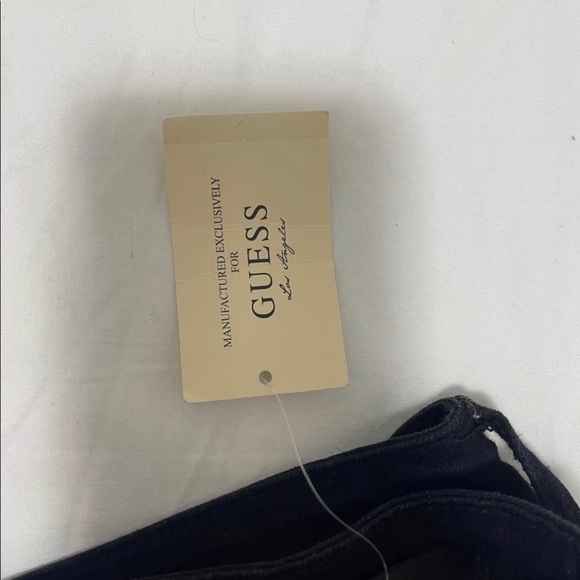 MANUFACTURED EXCLUSIVELY
FOR
GUESS
Los Angeles